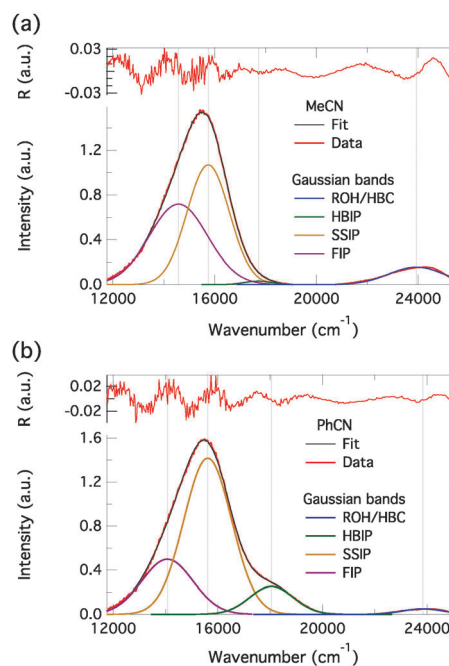 (a)
R (a.u.)
0.03
-0.03
Intensity (a.u.)
1.2
0.8
0.4
0.0
MeCN
Fit
Data
Gaussian bands
ROH/HBC
HBIP
SSIP
FIP
12000 16000 20000 24000
Wavenumber (cm⁻¹)
(b)
R (a.u.)
0.02
-0.02
Intensity (a.u.)
1.6
1.2
0.8
0.4
0.0
PhCN
Fit
Data
Gaussian bands
ROH/HBC
HBIP
SSIP
FIP
12000 16000 20000 24000
Wavenumber (cm⁻¹)